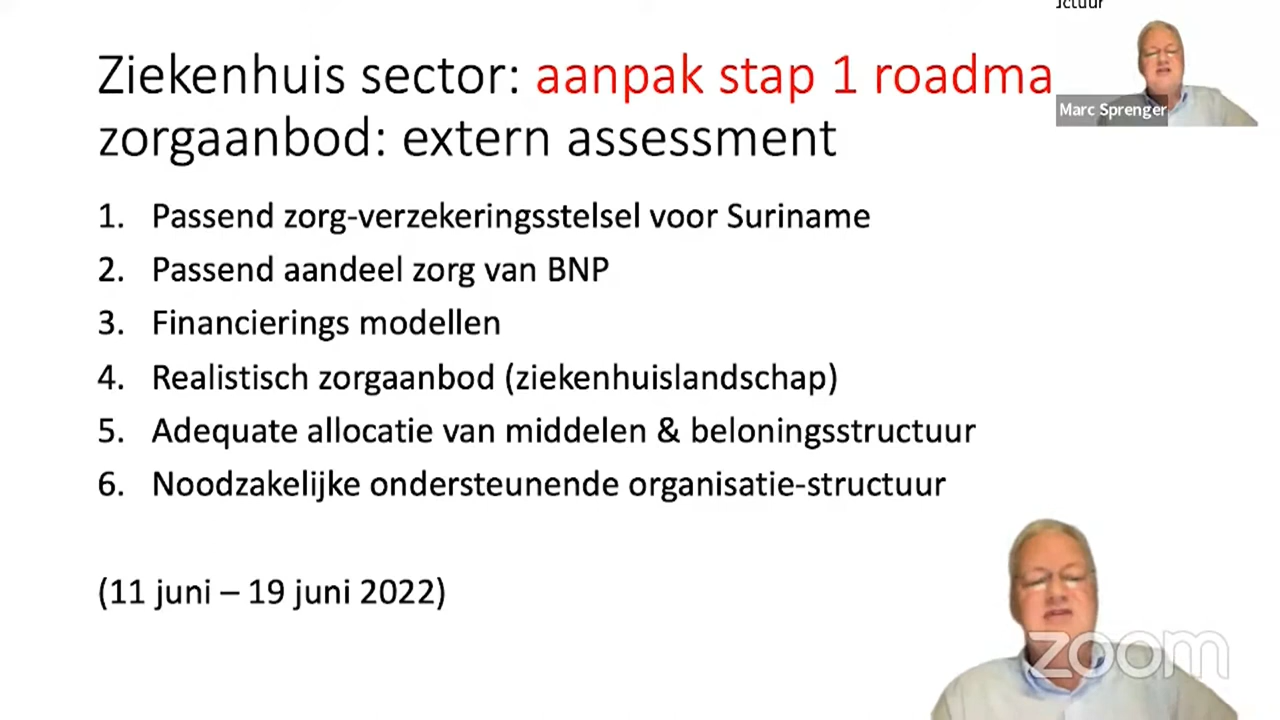 Ziekenhuis sector: aanpak stap 1 roadma
zorgaanbod: extern assessment
1. Passend zorg-verzekeringsstelsel voor Suriname
2. Passend aandeel zorg van BNP
3. Financierings modellen
4. Realistisch zorgaanbod (ziekenhuislandschap)
5. Adequate allocatie van middelen & beloningsstructuur
6. Noodzakelijke ondersteunende organisatie-structuur
(11 juni – 19 juni 2022)
Marc Sprenger
zoom